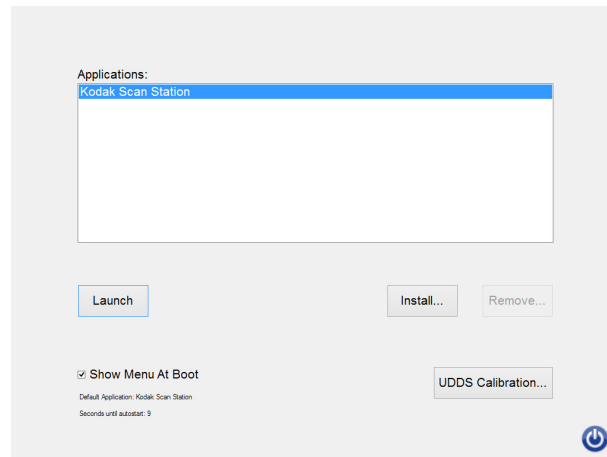 Applications:
Kodak Scan Station
Launch
Install...
Remove...
Show Menu At Boot
UDDS Calibration...
Default Application: Kodak Scan Station
Seconds until autostart: 9